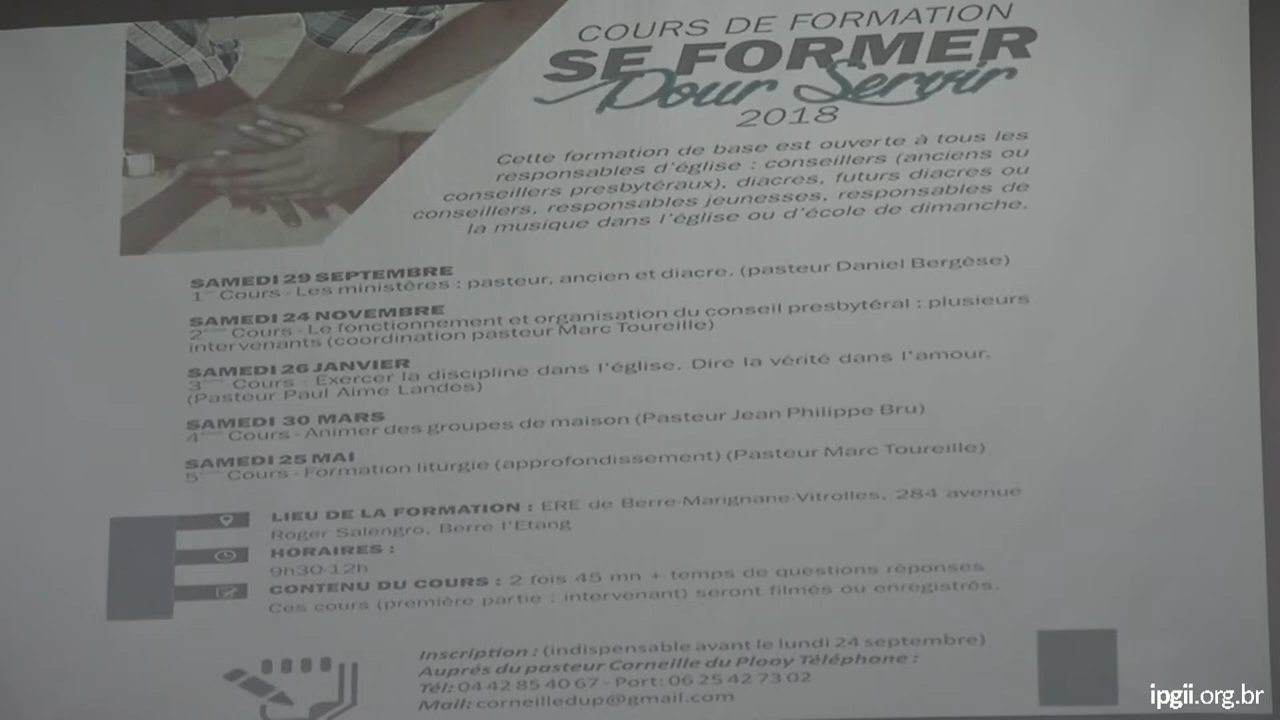 COURS DE FORMATION
SE FORMER
Pour Servir
2018
Cette formation de base est ouverte à tous les
responsables d'église : conseillers (anciens ou
conseillers presbytéraux), diacres, futurs diacres ou
conseillers, responsables jeunesses, responsables de
la musique dans l'église ou d'école de dimanche.
SAMEDI 29 SEPTEMBRE
1er Cours - Les ministères : pasteur, ancien et diacre. (pasteur Daniel Bergèse)
SAMEDI 24 NOVEMBRE
2ème Cours - Le fonctionnement et organisation du conseil presbytéral : plusieurs
intervenants (coordination pasteur Marc Toureille)
SAMEDI 26 JANVIER
3ème Cours - Exercer la discipline dans l'église. Dire la vérité dans l'amour.
(Pasteur Paul Aime Landes)
SAMEDI 30 MARS
4ème Cours - Animer des groupes de maison (Pasteur Jean Philippe Bru)
SAMEDI 25 MAI
5ème Cours - Formation liturgie (approfondissement) (Pasteur Marc Toureille)
LIEU DE LA FORMATION : ERE de Berre-Marignane-Vitrolles, 284 avenue
Roger Salengro, Berre l'Etang
HORAIRES :
9h30-12h
CONTENU DU COURS : 2 fois 45 mn + temps de questions réponses
Ces cours (première partie : intervenant) seront filmés ou enregistrés.
Inscription : (indispensable avant le lundi 24 septembre)
Auprès du pasteur Corneille du Plooy Téléphone :
Tél: 04 42 85 40 67 - Port: 06 25 42 73 02
Mail: corneilledup@gmail.com
ipgii.org.br